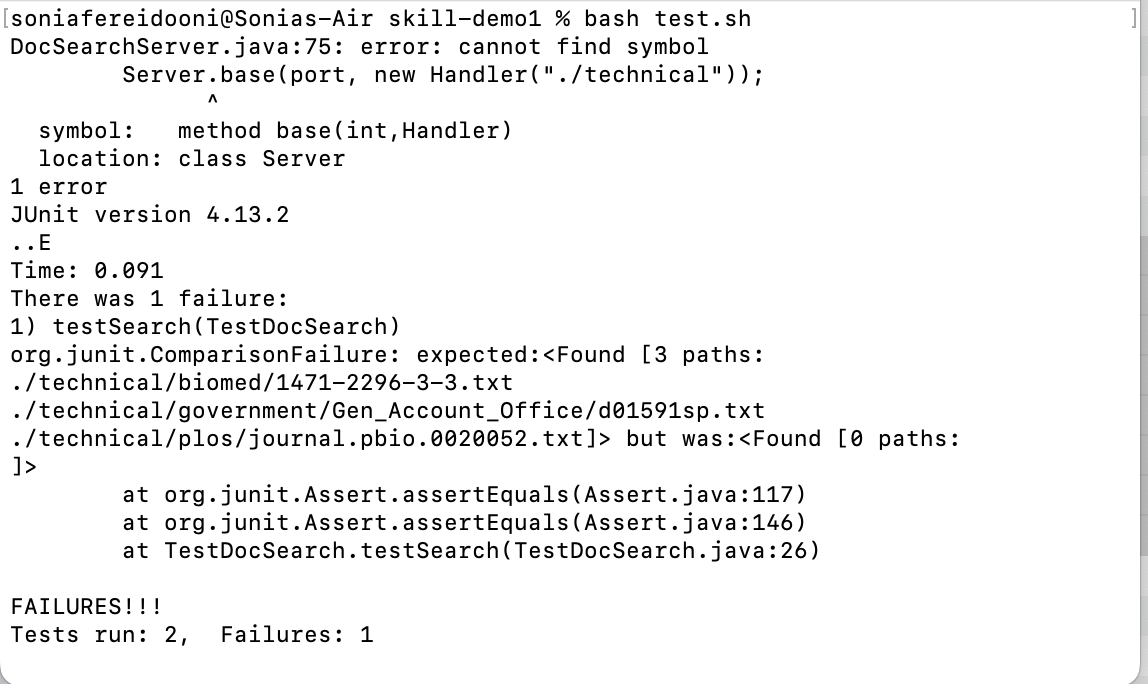 [soniafereidooni@Sonias-Air skill-demo1 % bash test.sh ]
DocSearchServer.java:75: error: cannot find symbol
        Server.base(port, new Handler("./technical"));
              ^
  symbol:   method base(int,Handler)
  location: class Server
1 error
JUnit version 4.13.2
..E
Time: 0.091
There was 1 failure:
1) testSearch(TestDocSearch)
org.junit.ComparisonFailure: expected:<Found [3 paths:
./technical/biomed/1471-2296-3-3.txt
./technical/government/Gen_Account_Office/d01591sp.txt
./technical/plos/journal.pbio.0020052.txt]> but was:<Found [0 paths:
]>
        at org.junit.Assert.assertEquals(Assert.java:117)
        at org.junit.Assert.assertEquals(Assert.java:146)
        at TestDocSearch.testSearch(TestDocSearch.java:26)

FAILURES!!!
Tests run: 2,  Failures: 1